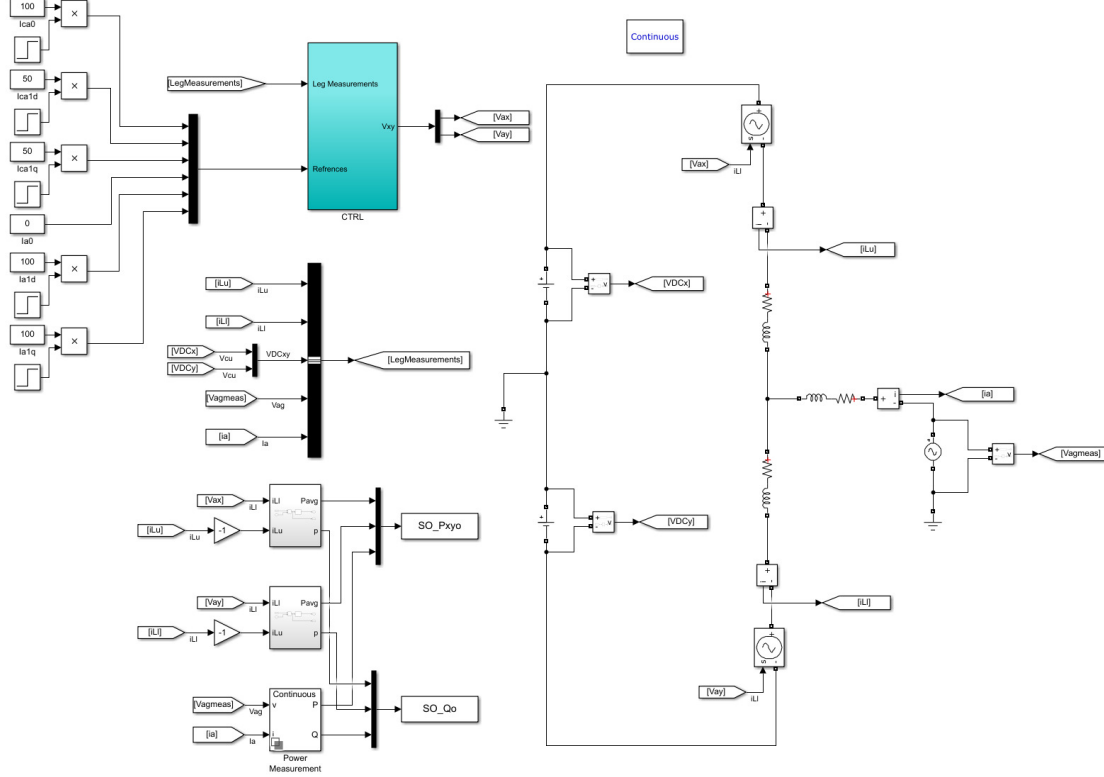 100
Ica0
×
50
Ica1d
×
50
Ica1q
×
0
Ia0
100
Ia1d
×
100
Ia1q
×
[LegMeasurements]
Leg Measurements
Refrences
Vxy
CTRL
[Vax]
[Vay]
[iLu]
iLu
[iLl]
iLl
[VDCx]
Vcu
[VDCy]
Vcu
VDCxy
[Vagmeas]
Vag
[ia]
Ia
[LegMeasurements]
[Vax]
iLl
[iLu]
iLu
-1
iLl
iLu
Pavg
p
SO_Pxyo
[Vay]
iLl
[iLl]
iLl
-1
iLl
iLu
Pavg
p
[Vagmeas]
Vag
[ia]
Ia
Continuous
v
i
P
Q
Power
Measurement
SO_Qo
Continuous
[Vax]
iLl
s
+
-
+
-
[iLu]
+
-
+
-
v
[VDCx]
+
i
-
[ia]
+
-
v
[Vagmeas]
+
-
+
-
v
[VDCy]
+
-
[iLl]
s
+
-
[Vay]
iLl